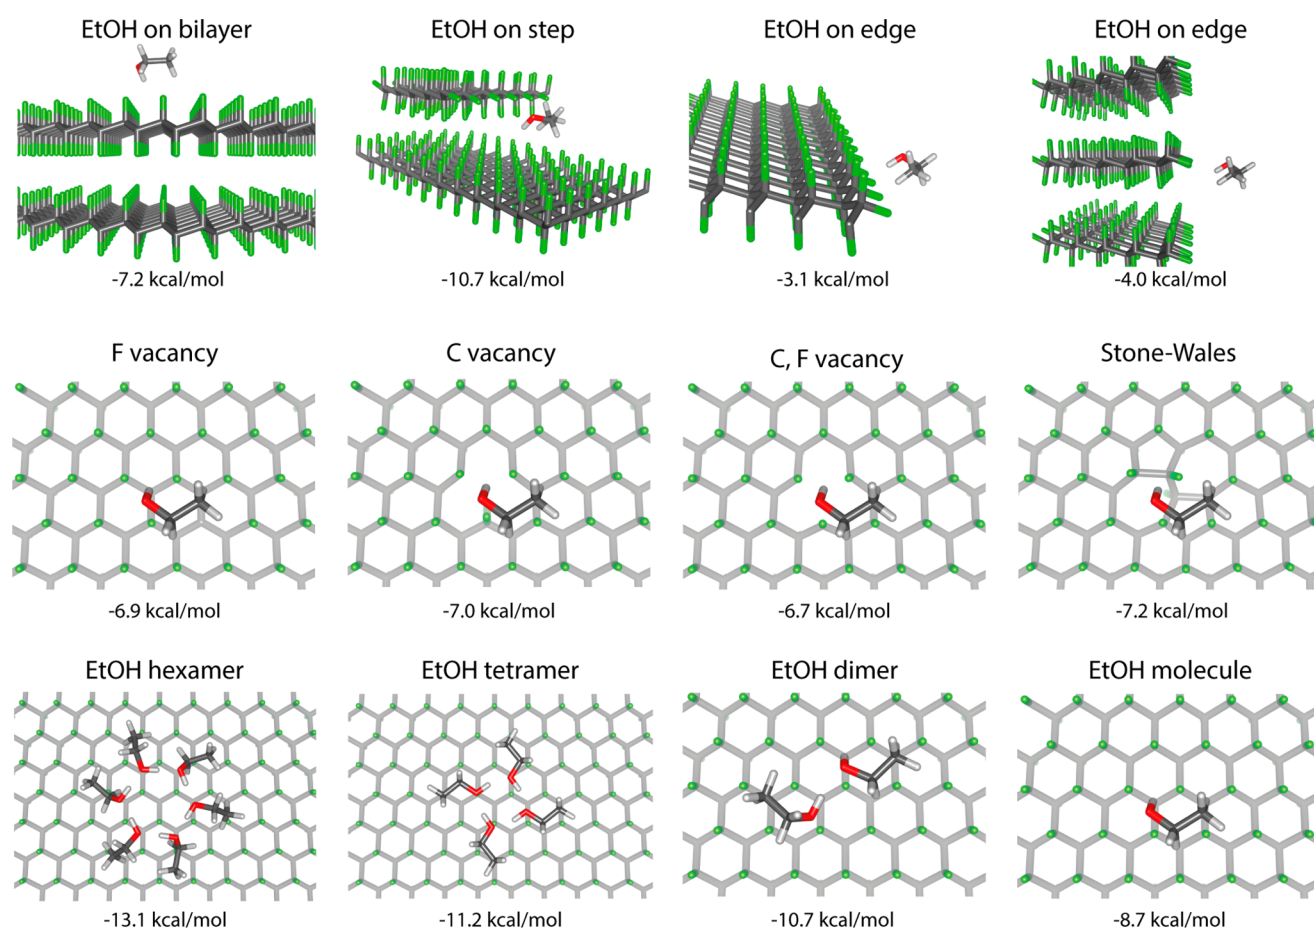 EtOH on bilayer
EtOH on step
EtOH on edge
EtOH on edge
-7.2 kcal/mol
-10.7 kcal/mol
-3.1 kcal/mol
-4.0 kcal/mol
F vacancy
C vacancy
C, F vacancy
Stone-Wales
-6.9 kcal/mol
-7.0 kcal/mol
-6.7 kcal/mol
-7.2 kcal/mol
EtOH hexamer
EtOH tetramer
EtOH dimer
EtOH molecule
-13.1 kcal/mol
-11.2 kcal/mol
-10.7 kcal/mol
-8.7 kcal/mol